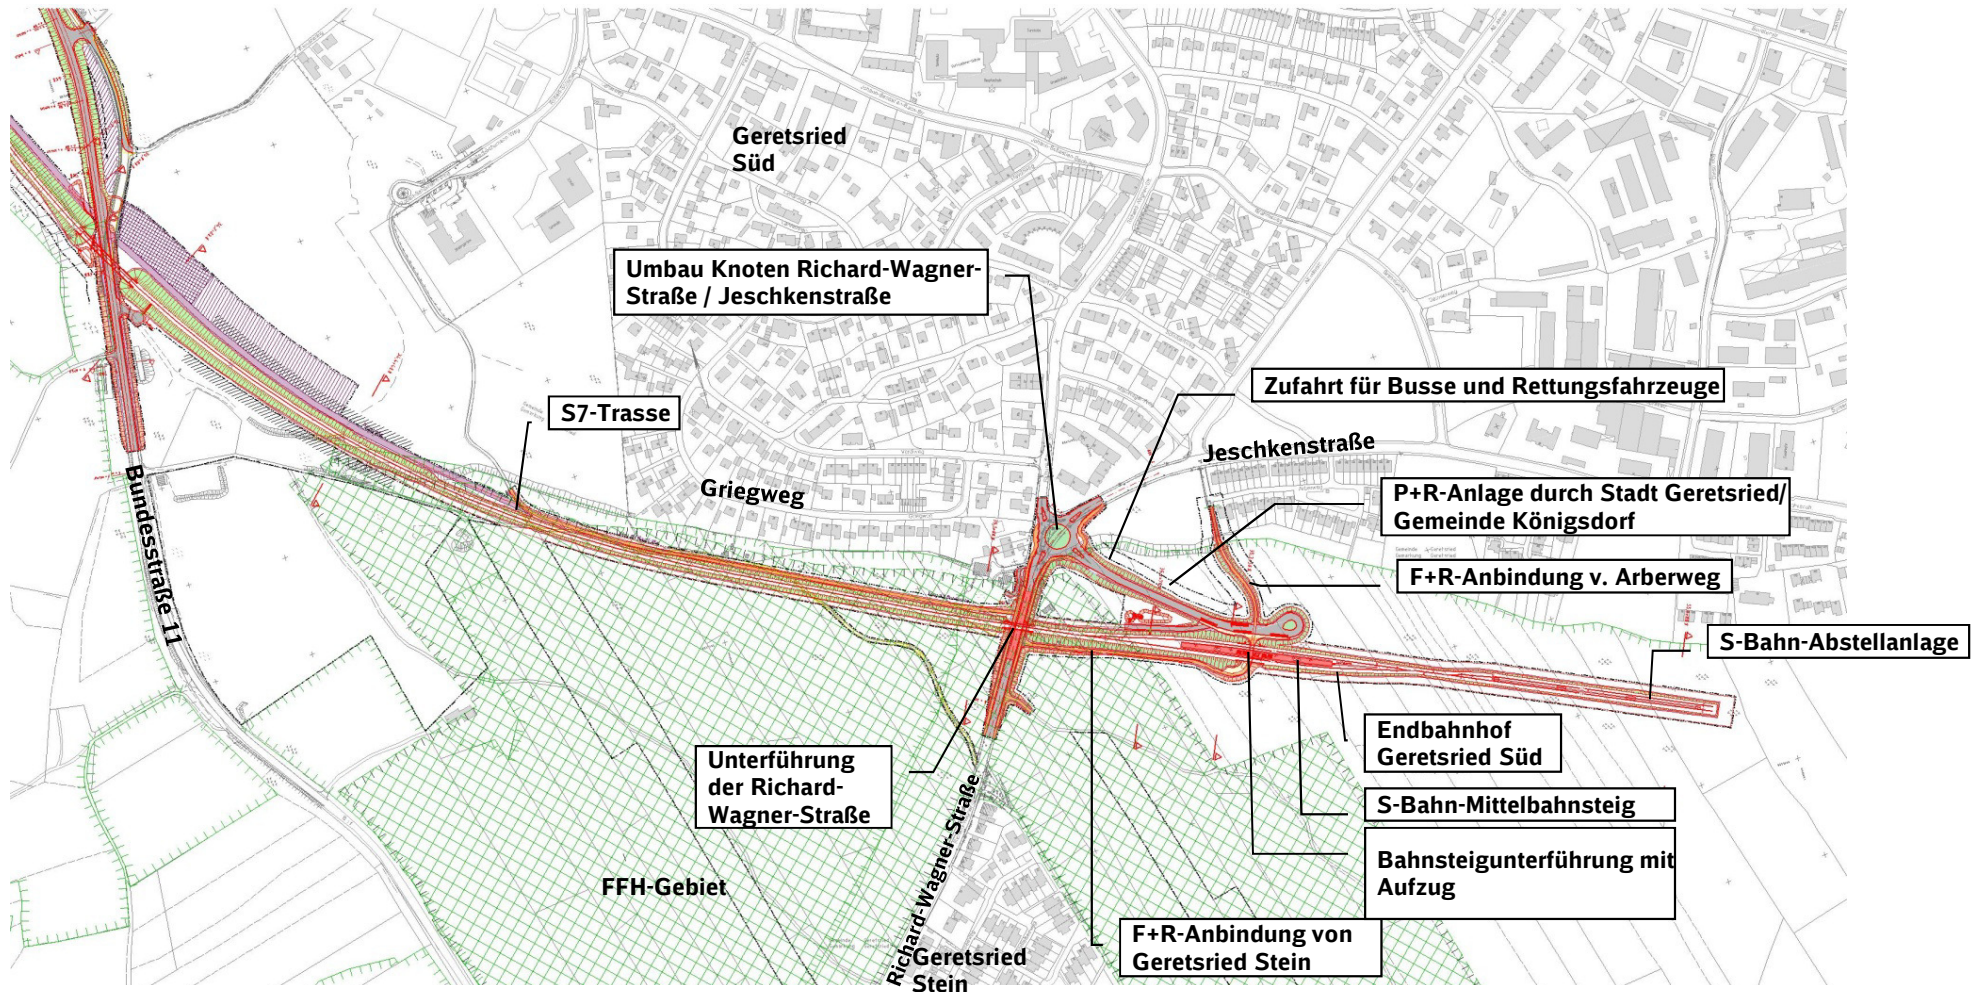 Geretsried
Süd
Umbau Knoten Richard-Wagner-
Straße / Jeschkenstraße
Zufahrt für Busse und Rettungsfahrzeuge
S7-Trasse
Jeschkenstraße
Griegweg
P+R-Anlage durch Stadt Geretsried/
Gemeinde Königsdorf
Bundesstraße 11
F+R-Anbindung v. Arberweg
S-Bahn-Abstellanlage
Endbahnhof
Geretsried Süd
Unterführung
der Richard-
Wagner-Straße
S-Bahn-Mittelbahnsteig
Bahnsteigunterführung mit
Aufzug
FFH-Gebiet
Richard-Wagner-Straße
F+R-Anbindung von
Geretsried Stein
Geretsried
Stein